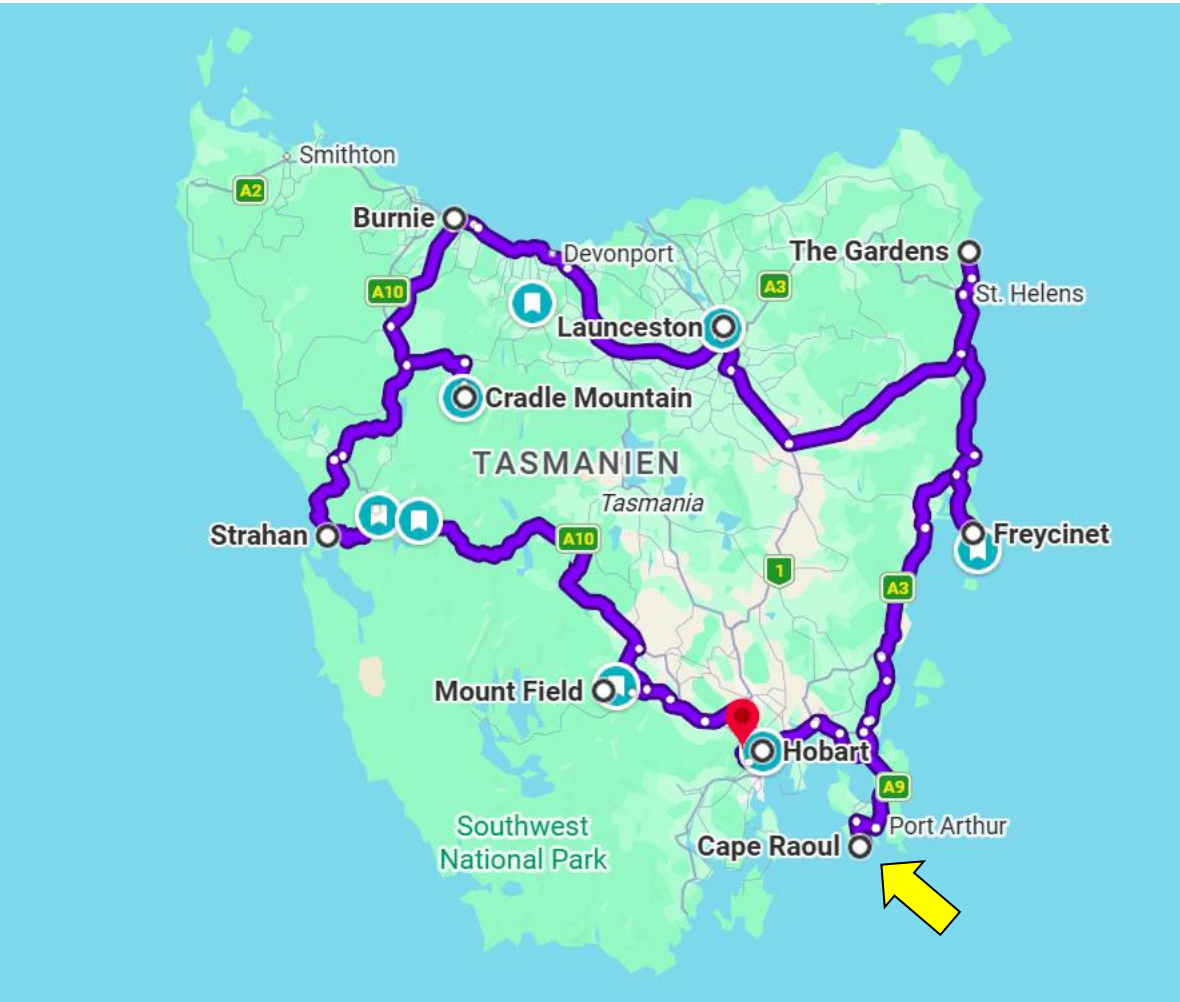 Smithton
A2
Burnie
Devonport
The Gardens
A10
A3
St. Helens
Launceston
Cradle Mountain
TASMANIEN
Tasmania
Strahan
A10
Freycinet
1
A3
Mount Field
Hobart
A9
Southwest
National Park
Port Arthur
Cape Raoul